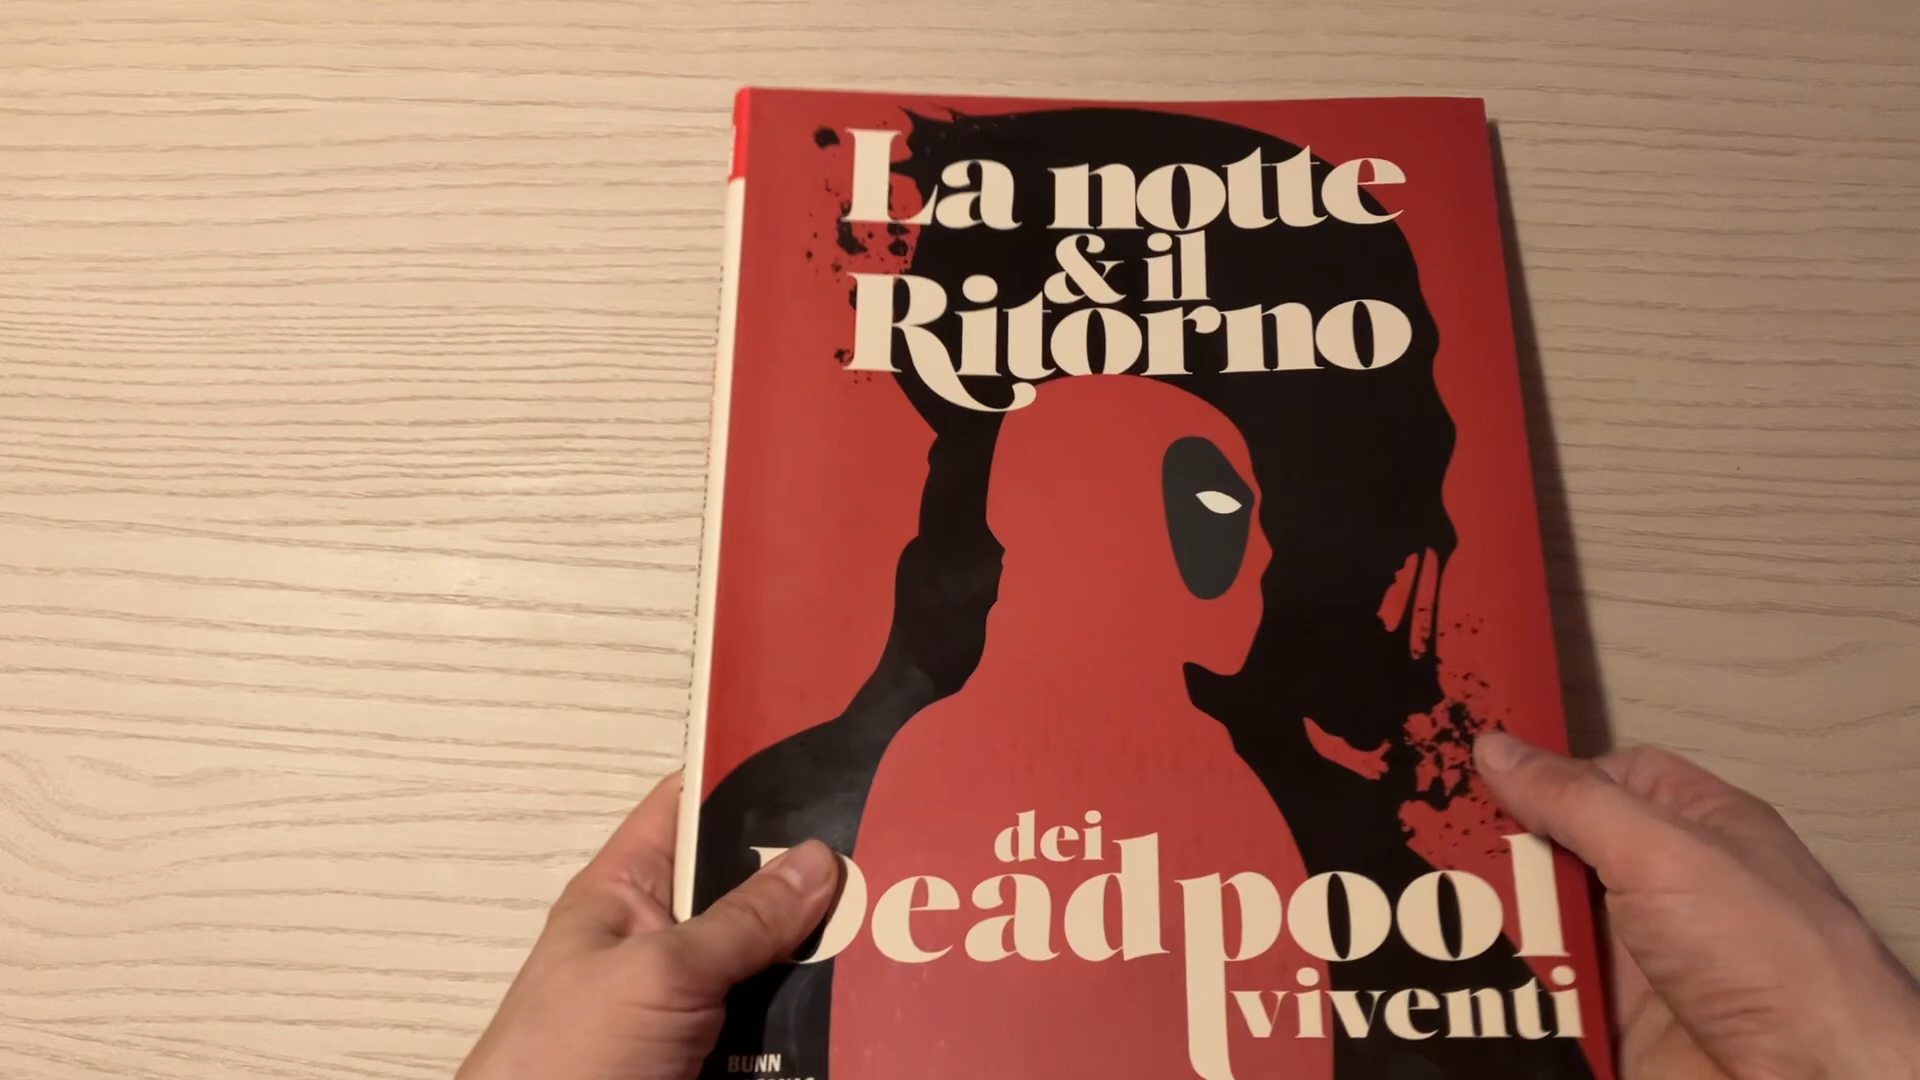 La notte
& il
Ritorno
dei
Deadpool
viventi
BUNN